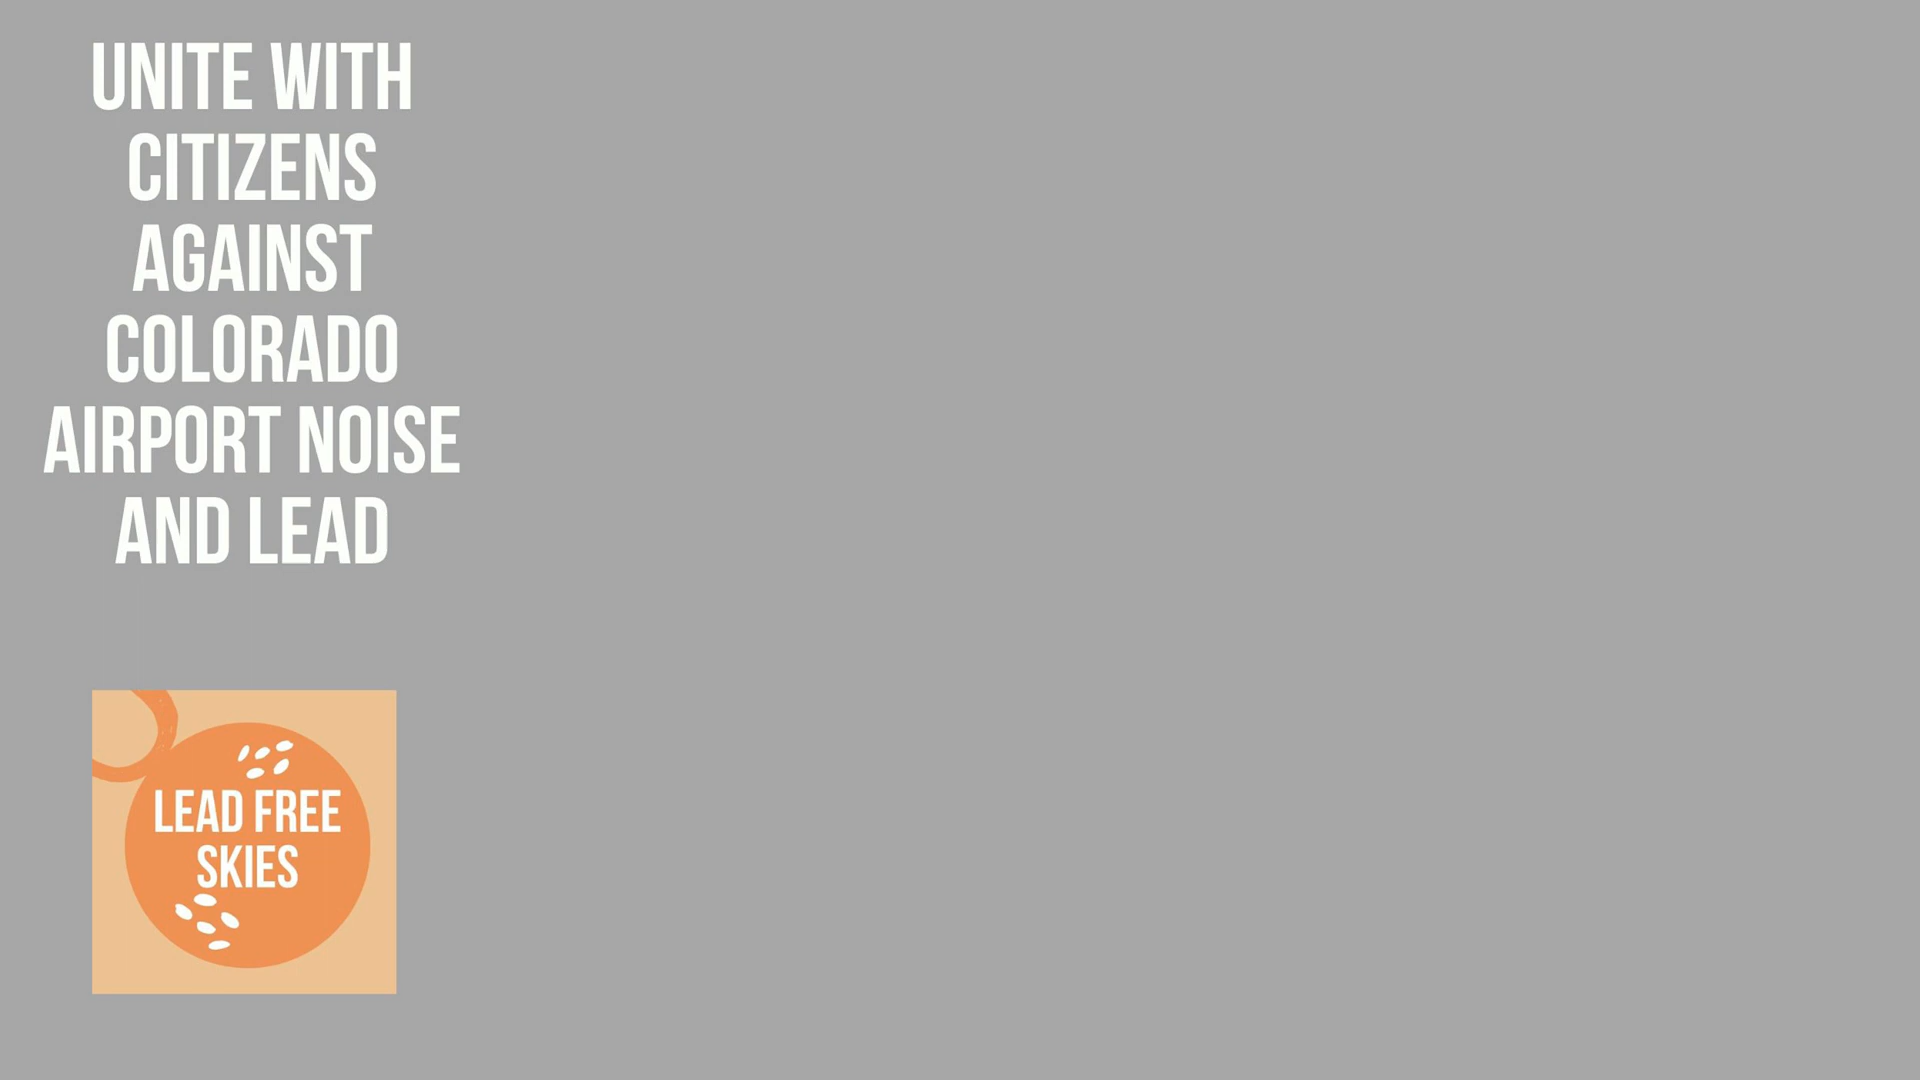 UNITE WITH
CITIZENS
AGAINST
COLORADO
AIRPORT NOISE
AND LEAD
LEAD FREE
SKIES